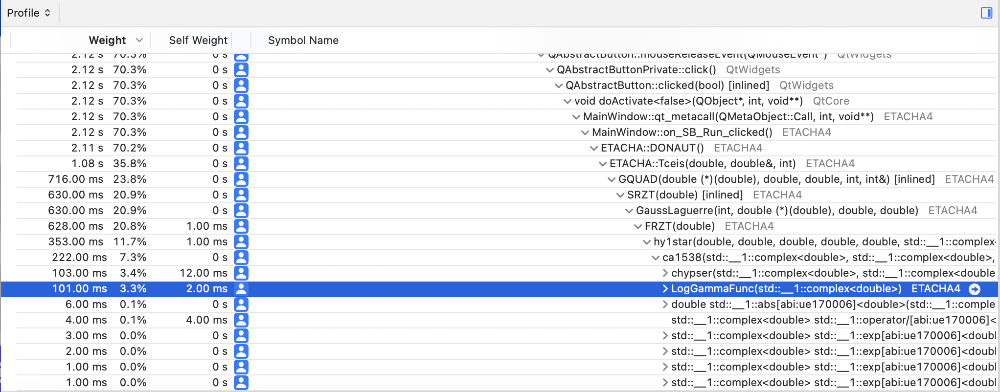 Profile
Weight Self Weight Symbol Name
2.12 s 70.3% 0 s QAbstractButton::mouseReleaseEvent(QMouseEvent*) QtWidgets
2.12 s 70.3% 0 s QAbstractButtonPrivate::click() QtWidgets
2.12 s 70.3% 0 s QAbstractButton::clicked(bool) [inlined] QtWidgets
2.12 s 70.3% 0 s void doActivate<false>(QObject*, int, void**) QtCore
2.12 s 70.3% 0 s MainWindow::qt_metacall(QMetaObject::Call, int, void**) ETACHA4
2.12 s 70.3% 0 s MainWindow::on_SB_Run_clicked() ETACHA4
2.11 s 70.2% 0 s ETACHA::DONAUT() ETACHA4
1.08 s 35.8% 0 s ETACHA::Tceis(double, double&, int) ETACHA4
716.00 ms 23.8% 0 s GQUAD(double (*)(double), double, double, int, int&) [inlined] ETACHA4
630.00 ms 20.9% 0 s SRZT(double) [inlined] ETACHA4
630.00 ms 20.9% 0 s GaussLaguerre(int, double (*)(double), double, double) ETACHA4
628.00 ms 20.8% 1.00 ms FRZT(double) ETACHA4
353.00 ms 11.7% 1.00 ms hy1star(double, double, double, double, double, std::__1::complex<
222.00 ms 7.3% 0 s ca1538(std::__1::complex<double>, std::__1::complex<double>,
103.00 ms 3.4% 12.00 ms chypser(std::__1::complex<double>, std::__1::complex<double
101.00 ms 3.3% 2.00 ms LogGammaFunc(std::__1::complex<double>) ETACHA4
6.00 ms 0.1% 0 s double std::__1::abs[abi:ue170006]<double>(std::__1::comple
4.00 ms 0.1% 4.00 ms std::__1::complex<double> std::__1::operator/[abi:ue170006]<
3.00 ms 0.0% 0 s std::__1::complex<double> std::__1::exp[abi:ue170006]<doubl
2.00 ms 0.0% 0 s std::__1::complex<double> std::__1::exp[abi:ue170006]<doubl
1.00 ms 0.0% 0 s std::__1::complex<double> std::__1::exp[abi:ue170006]<doubl
1.00 ms 0.0% 0 s std::__1::complex<double> std::__1::exp[abi:ue170006]<doubl